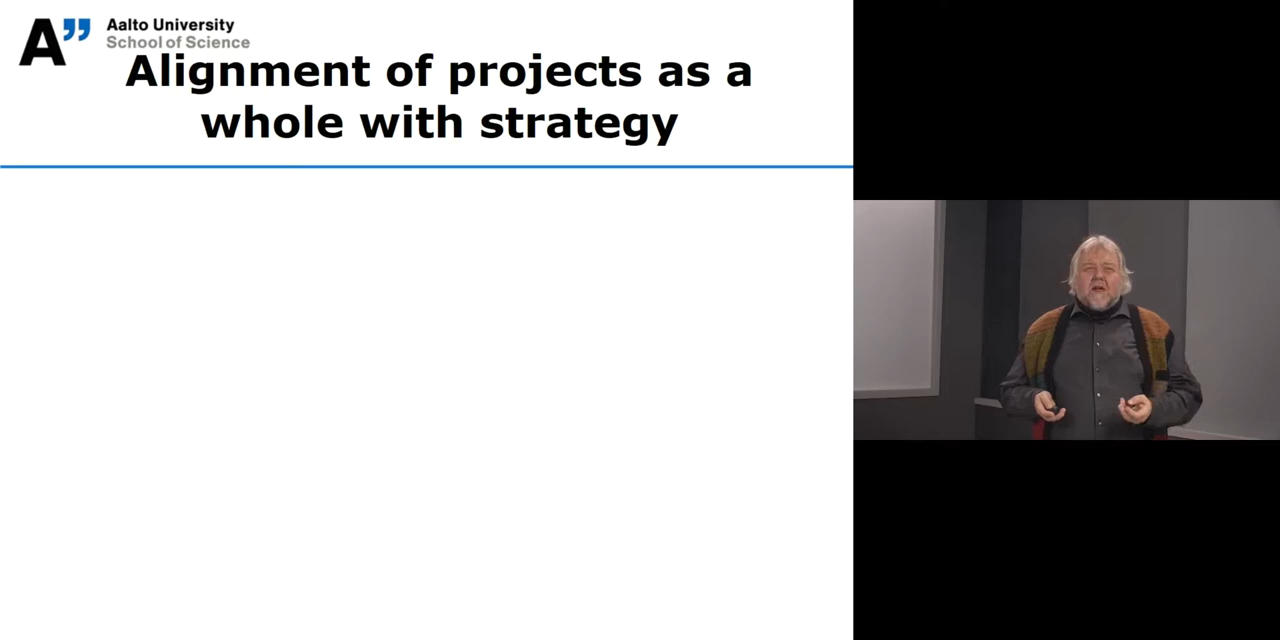 Aalto University
School of Science
Alignment of projects as a
whole with strategy